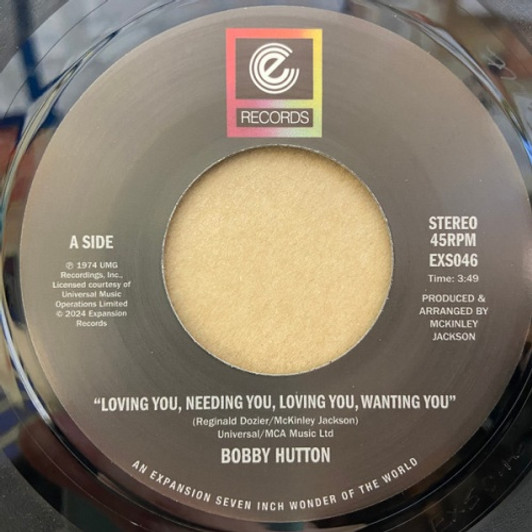 RECORDS
A SIDE
℗ 1974 UMG
Recordings, Inc.,
Licensed courtesy of
Universal Music
Operations Limited
© 2024 Expansion
Records
STEREO
45RPM
EXS046
Time: 3:49
PRODUCED &
ARRANGED BY
MCKINLEY
JACKSON
“LOVING YOU, NEEDING YOU, LOVING YOU, WANTING YOU”
(Reginald Dozier/McKinley Jackson)
Universal/MCA Music Ltd
BOBBY HUTTON
AN EXPANSION SEVEN INCH WONDER OF THE WORLD